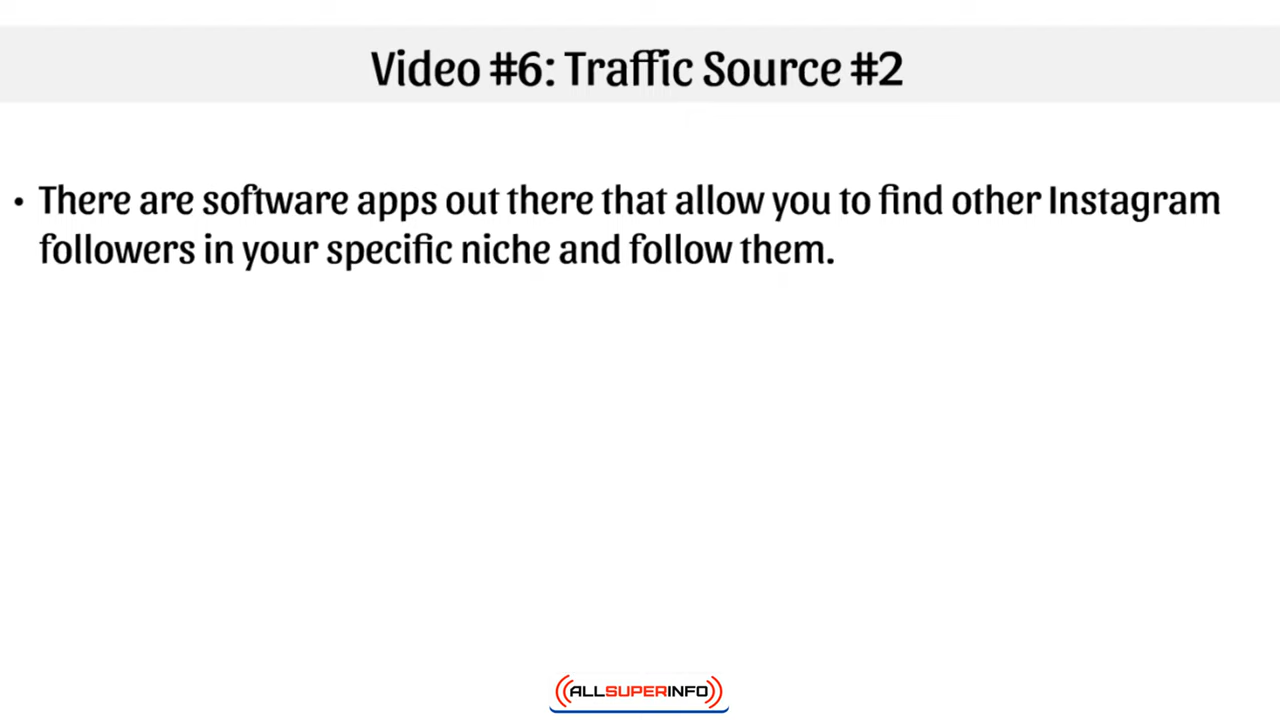 Video #6: Traffic Source #2
• There are software apps out there that allow you to find other Instagram
followers in your specific niche and follow them.
ALLSUPERINFO